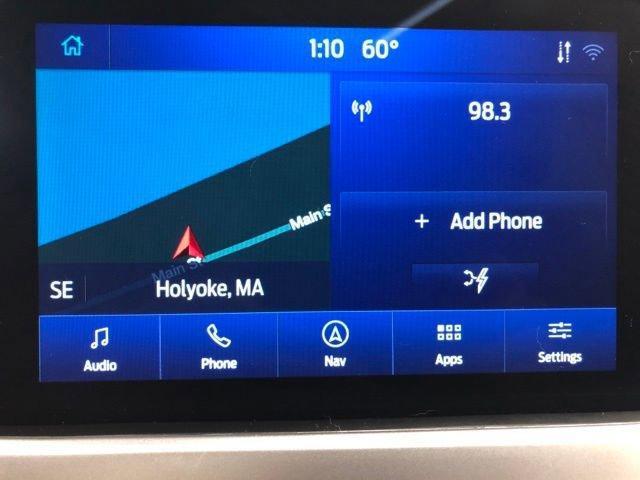 1:10 60°
98.3
Main S
+ Add Phone
Main St
SE Holyoke, MA
Audio Phone Nav Apps Settings